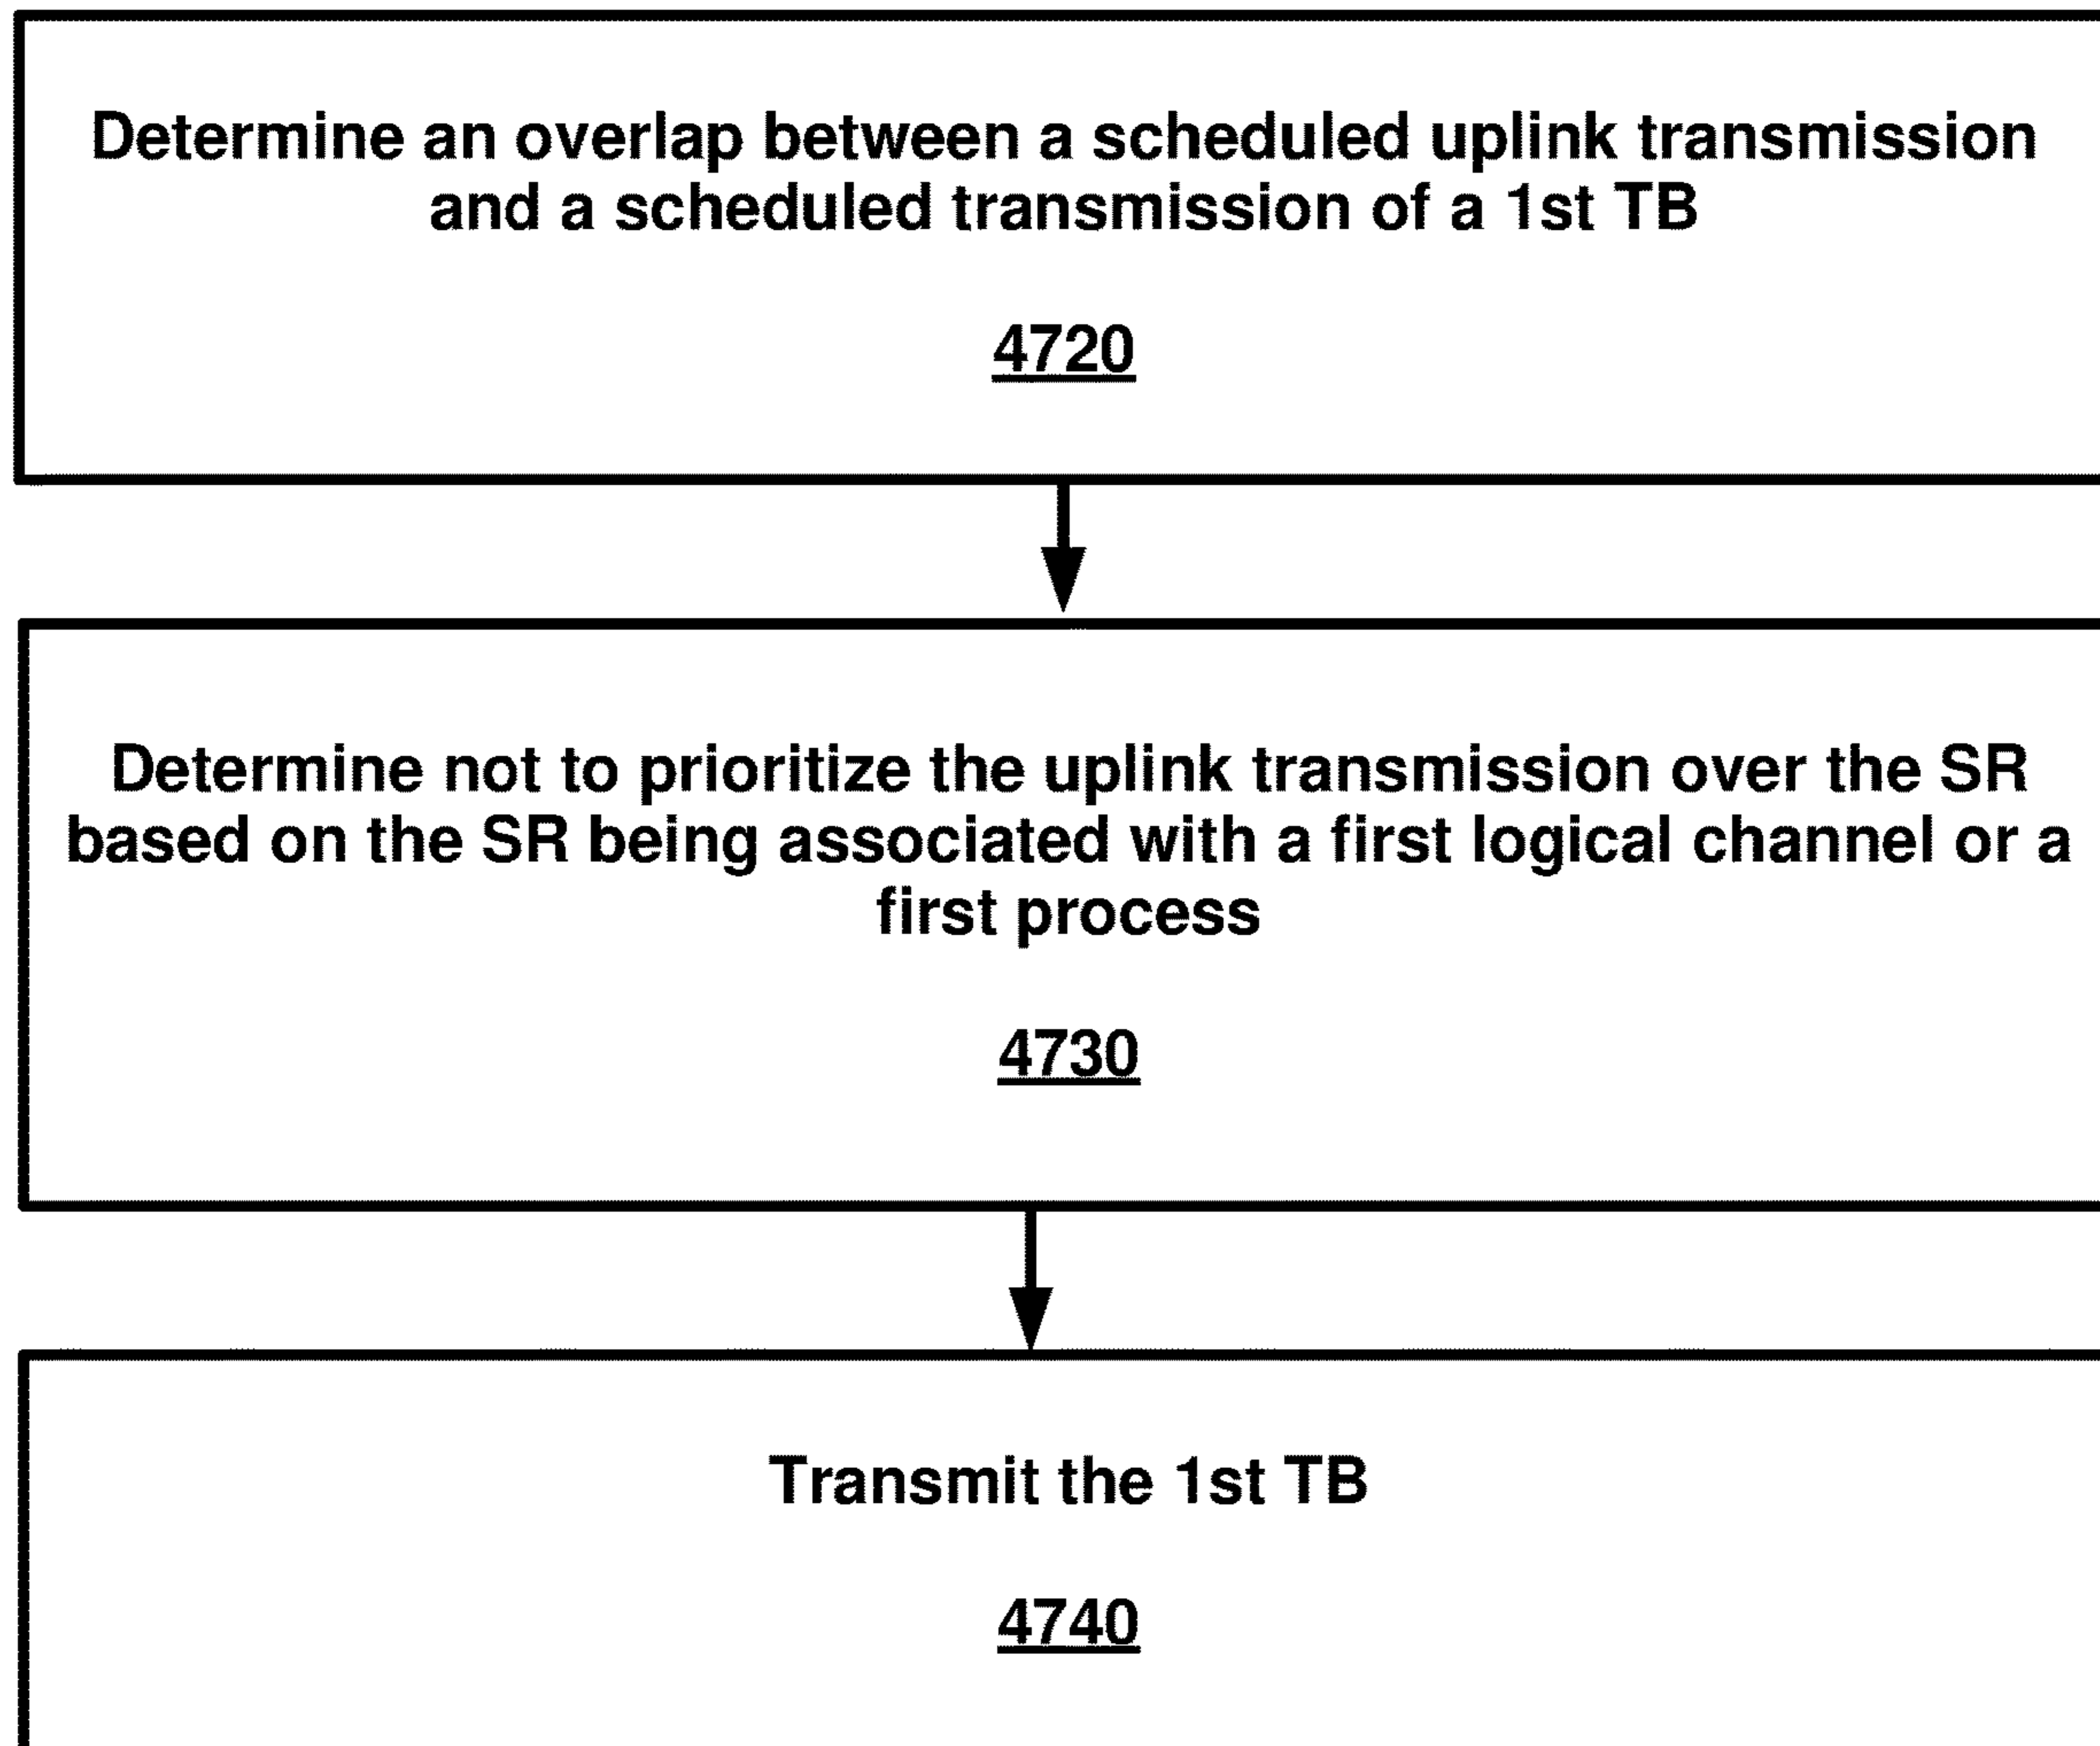 Determine an overlap between a scheduled uplink transmission
and a scheduled transmission of a 1st TB
4720
Determine not to prioritize the uplink transmission over the SR
based on the SR being associated with a first logical channel or a
first process
4730
Transmit the 1st TB
4740